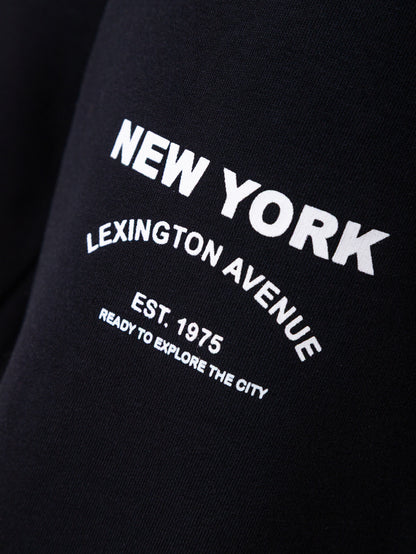 NEW YORK
LEXINGTON AVENUE
EST. 1975
READY TO EXPLORE THE CITY